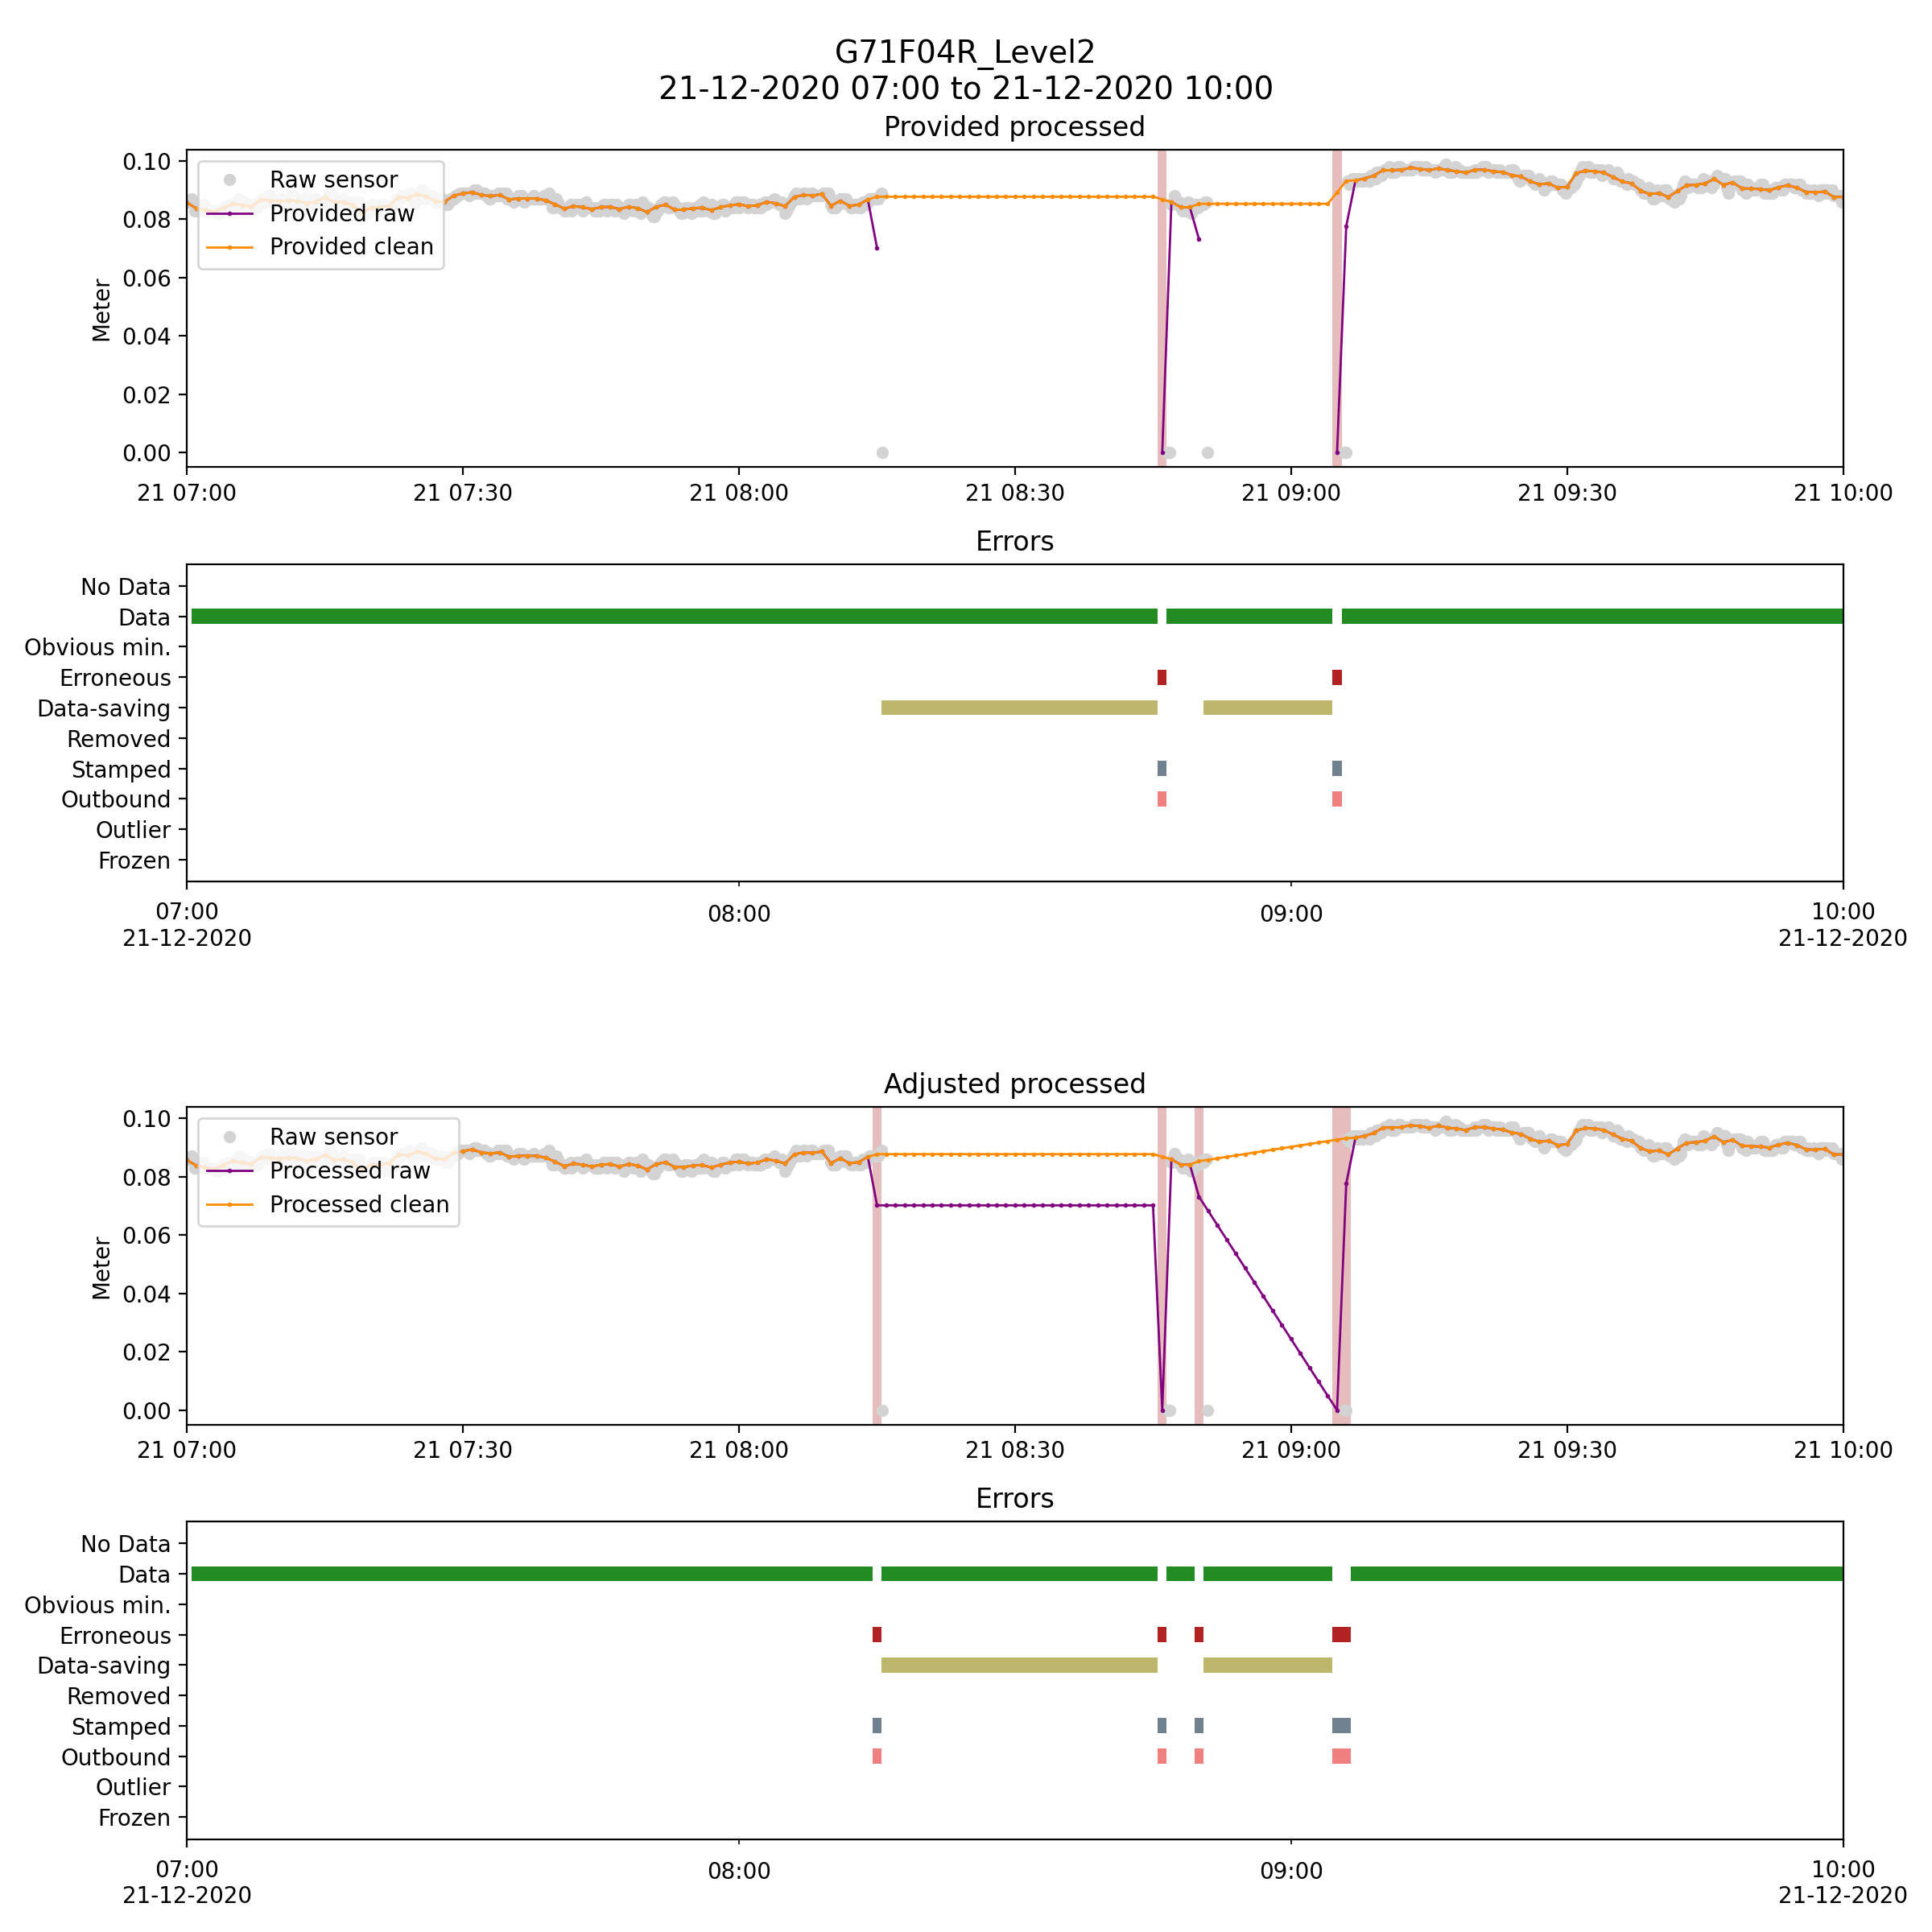 G71F04R_Level2
21-12-2020 07:00 to 21-12-2020 10:00
Provided processed
Raw sensor
Provided raw
Provided clean
Meter
0.10
0.08
0.06
0.04
0.02
0.00
21 07:00
21 07:30
21 08:00
21 08:30
21 09:00
21 09:30
21 10:00
Errors
No Data
Data
Obvious min.
Erroneous
Data-saving
Removed
Stamped
Outbound
Outlier
Frozen
07:00
21-12-2020
08:00
09:00
10:00
21-12-2020
Adjusted processed
Raw sensor
Processed raw
Processed clean
Meter
0.10
0.08
0.06
0.04
0.02
0.00
21 07:00
21 07:30
21 08:00
21 08:30
21 09:00
21 09:30
21 10:00
Errors
No Data
Data
Obvious min.
Erroneous
Data-saving
Removed
Stamped
Outbound
Outlier
Frozen
07:00
21-12-2020
08:00
09:00
10:00
21-12-2020